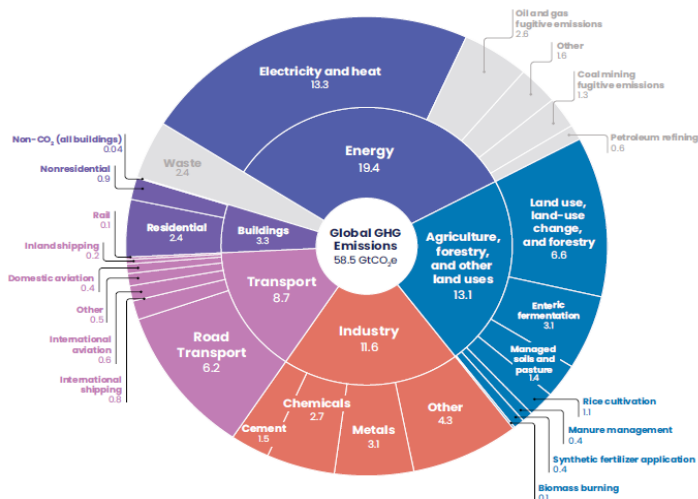 Oil and gas
fugitive emissions
2.6
Other
1.6
Coal mining
fugitive emissions
1.3
Petroleum refining
0.6
Electricity and heat
13.3
Energy
19.4
Waste
2.4
Non-CO₂ (all buildings)
0.04
Nonresidential
0.9
Residential
2.4
Buildings
3.3
Global GHG
Emissions
58.5 GtCO₂e
Agriculture,
forestry,
and other
land uses
13.1
Land use,
land-use
change,
and forestry
6.6
Enteric
fermentation
3.1
Managed
soils and
pasture
1.4
Rice cultivation
1.1
Manure management
0.4
Synthetic fertilizer application
0.4
Biomass burning
0.1
Industry
11.6
Other
4.3
Metals
3.1
Chemicals
2.7
Cement
1.5
Transport
8.7
Road
Transport
6.2
Rail
0.1
Inland shipping
0.2
Domestic aviation
0.4
Other
0.5
International
aviation
0.6
International
shipping
0.8